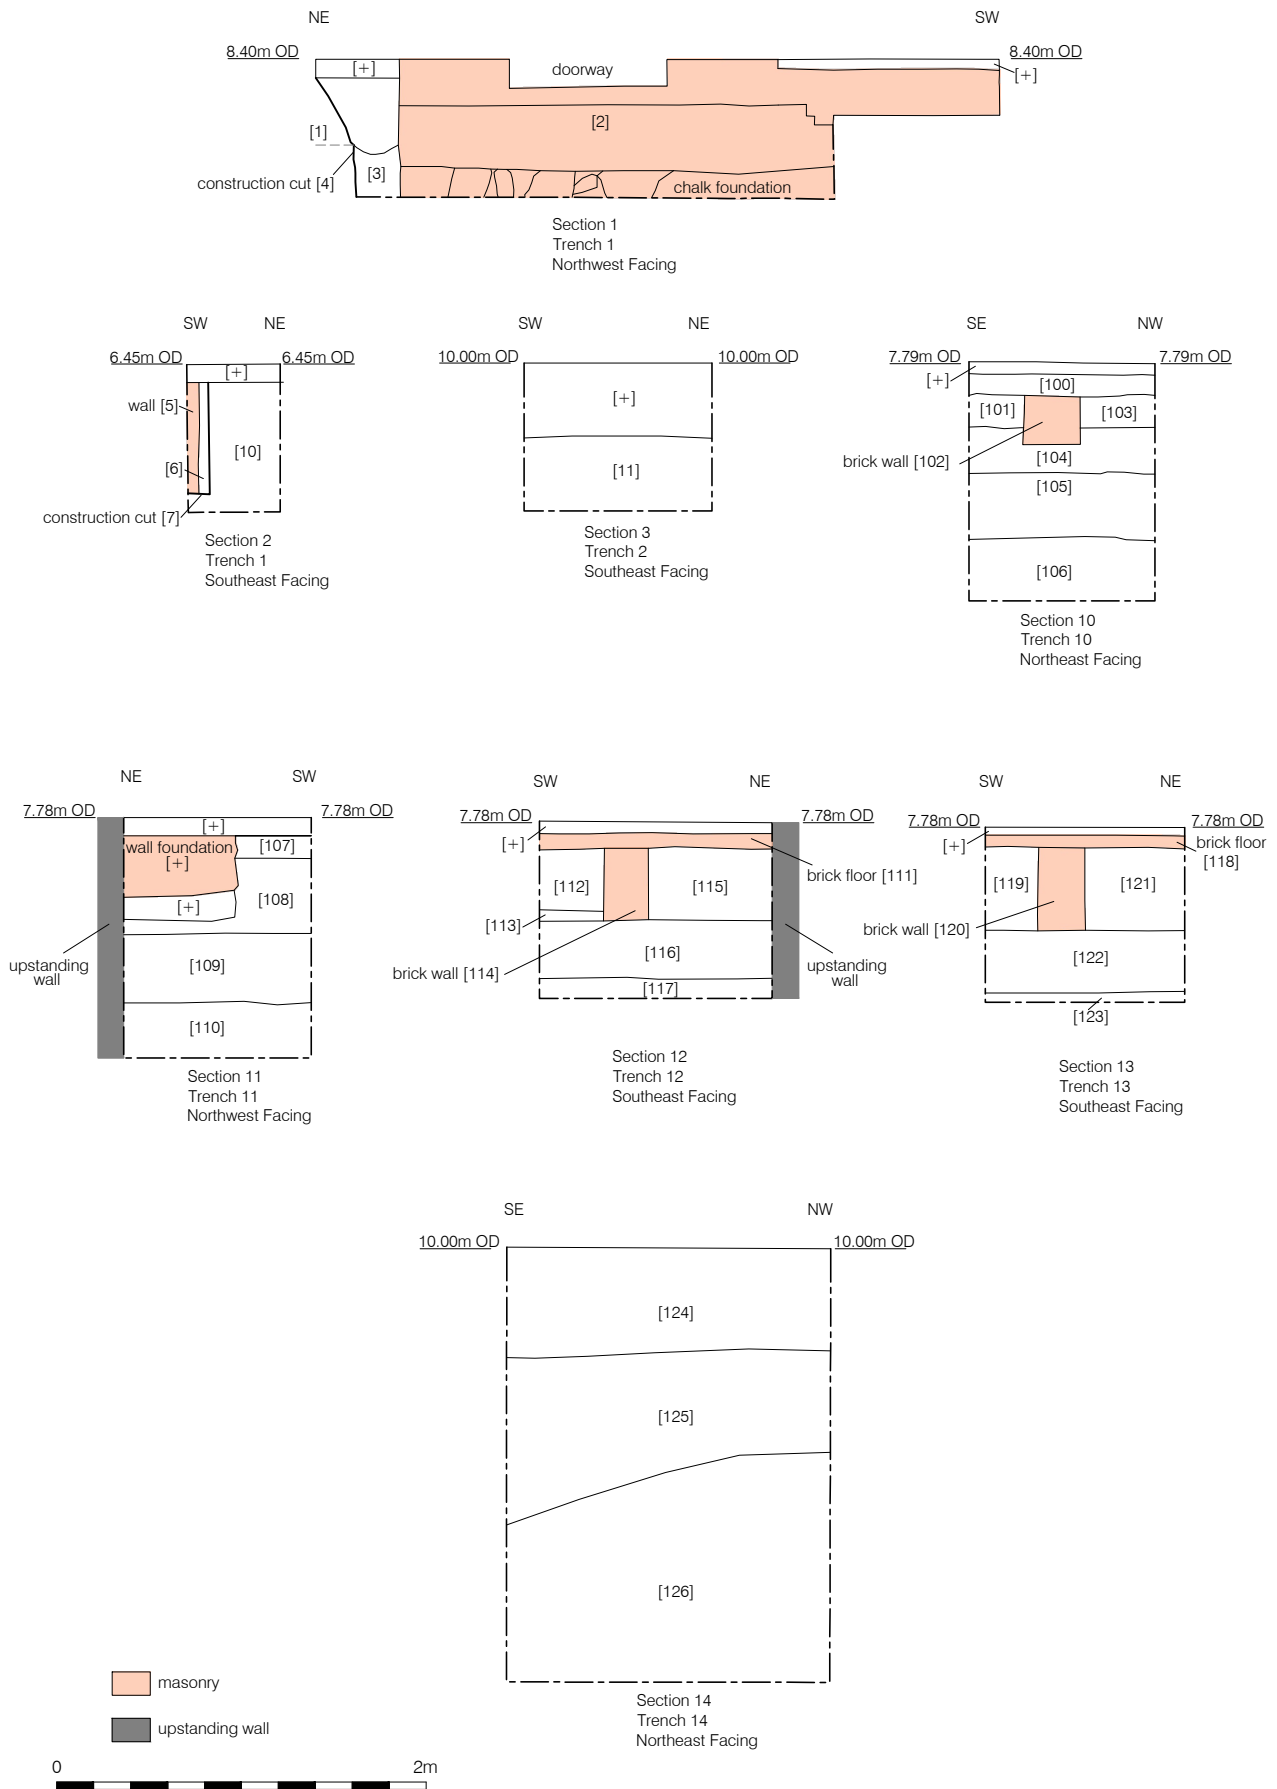 NE SW
8.40m OD 8.40m OD
[+] doorway [+]
[1] [2]
construction cut [4] [3] chalk foundation
Section 1
Trench 1
Northwest Facing
SW NE
6.45m OD 6.45m OD
[+]
wall [5]
[10]
[6]
construction cut [7]
Section 2
Trench 1
Southeast Facing
SW NE
10.00m OD 10.00m OD
[+]
[11]
Section 3
Trench 2
Southeast Facing
SE NW
7.79m OD 7.79m OD
[+] [100]
[101] [103]
brick wall [102] [104]
[105]
[106]
Section 10
Trench 10
Northeast Facing
NE SW
7.78m OD 7.78m OD
[+]
wall foundation [107]
[+]
[+] [108]
upstanding
wall
[109]
[110]
Section 11
Trench 11
Northwest Facing
SW NE
7.78m OD 7.78m OD
[+]
brick floor [111]
[112] [115]
[113]
brick wall [114] [116]
upstanding
wall
[117]
Section 12
Trench 12
Southeast Facing
SW NE
7.78m OD 7.78m OD
[+] brick floor
[118]
[119] [121]
brick wall [120]
[122]
[123]
Section 13
Trench 13
Southeast Facing
SE NW
10.00m OD 10.00m OD
[124]
[125]
[126]
Section 14
Trench 14
Northeast Facing
masonry
upstanding wall
0 2m